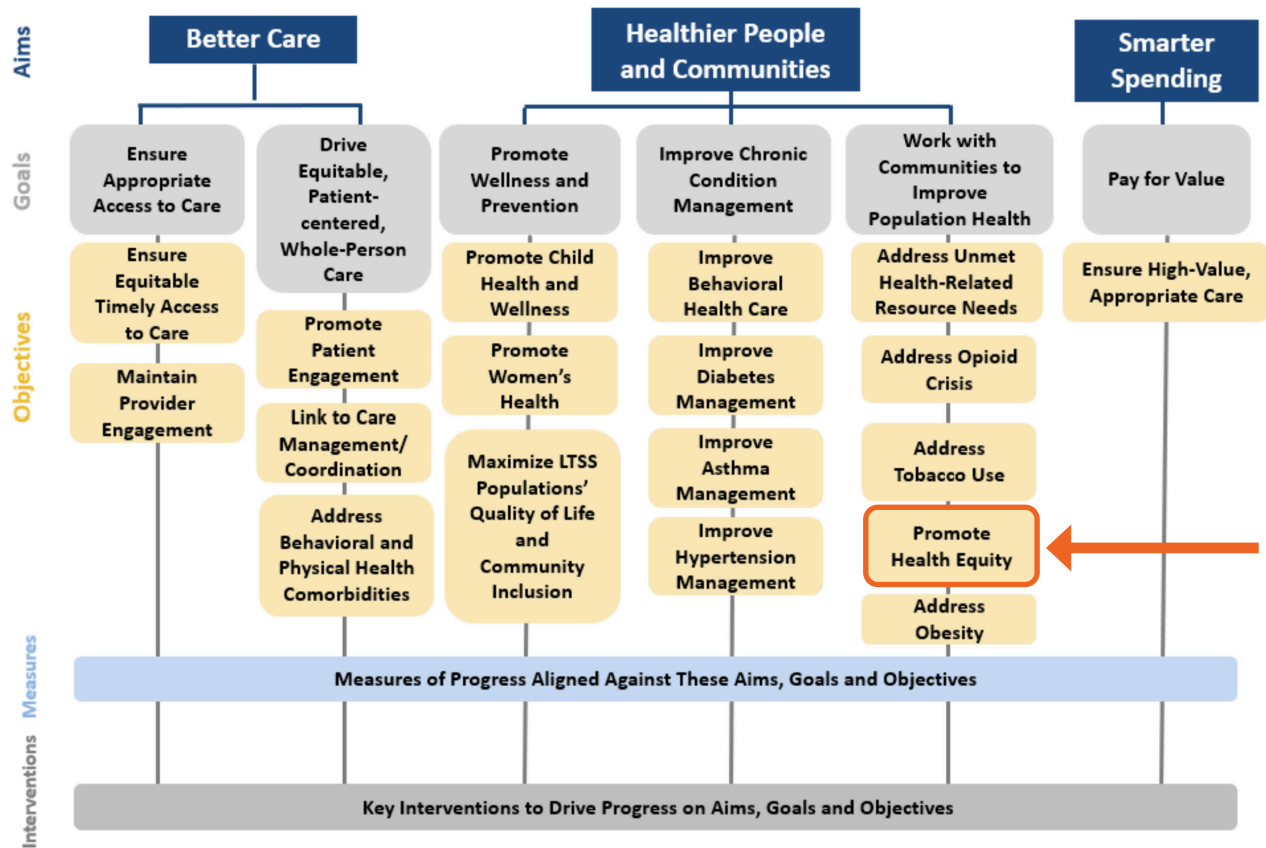 Aims
Better Care
Healthier People
and Communities
Smarter
Spending
Goals
Ensure
Appropriate
Access to Care
Drive
Equitable,
Patient-
centered,
Whole-Person
Care
Promote
Wellness and
Prevention
Improve Chronic
Condition
Management
Work with
Communities to
Improve
Population Health
Pay for Value
Objectives
Ensure
Equitable
Timely Access
to Care
Maintain
Provider
Engagement
Promote
Patient
Engagement
Link to Care
Management/
Coordination
Address
Behavioral and
Physical Health
Comorbidities
Promote Child
Health and
Wellness
Promote
Women's
Health
Maximize LTSS
Populations'
Quality of Life
and
Community
Inclusion
Improve
Behavioral
Health Care
Improve
Diabetes
Management
Improve
Asthma
Management
Improve
Hypertension
Management
Address Unmet
Health-Related
Resource Needs
Address Opioid
Crisis
Address
Tobacco Use
Promote
Health Equity
Address
Obesity
Ensure High-Value,
Appropriate Care
Measures
Measures of Progress Aligned Against These Aims, Goals and Objectives
Interventions
Key Interventions to Drive Progress on Aims, Goals and Objectives